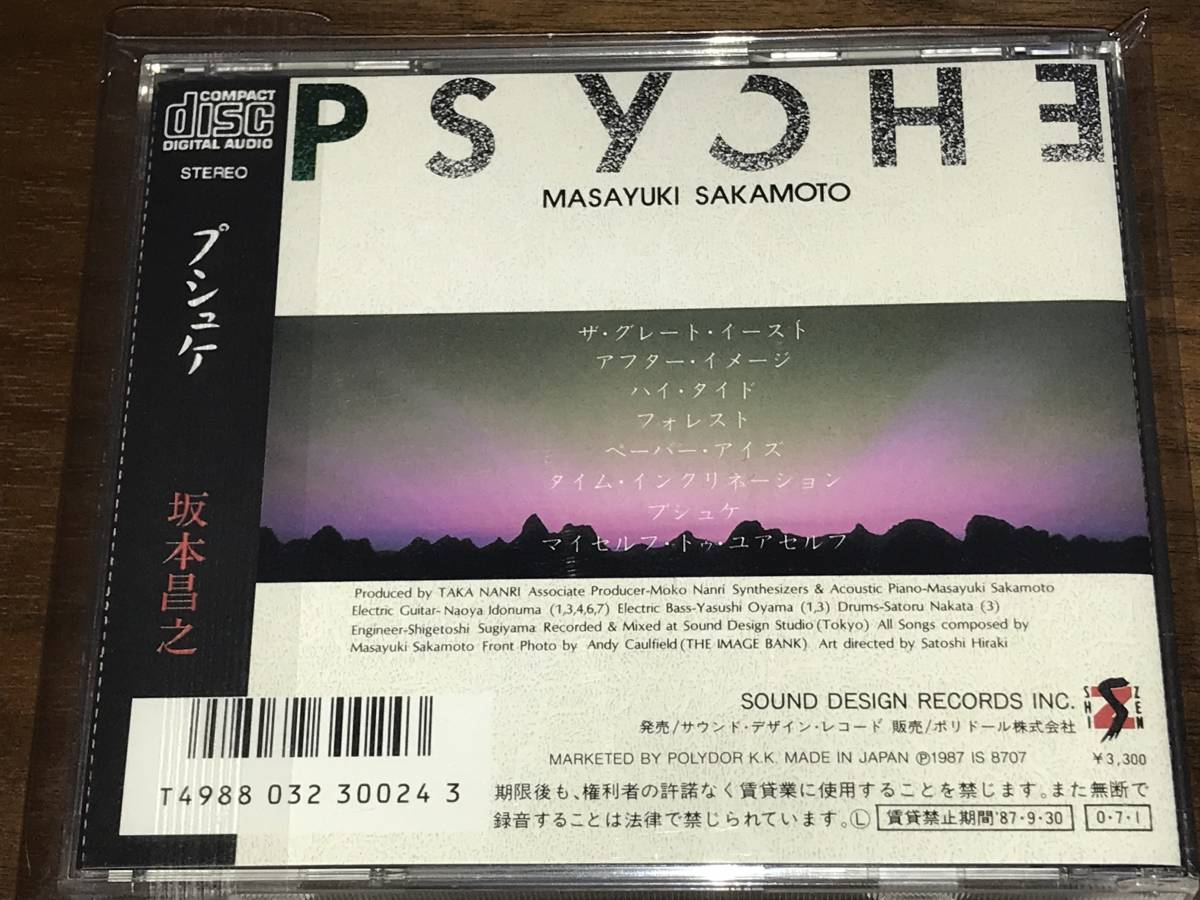 COMPACT
disc
DIGITAL AUDIO
STEREO
プシュケ
坂本昌之
PSYCHE
MASAYUKI SAKAMOTO
ザ・グレート・イースト
アフター・イメージ
ハイ・タイド
フォレスト
ペーパー・アイズ
タイム・インクリネーション
プシュケ
マイセルフ・トゥ・ユアセルフ
Produced by TAKA NANRI Associate Producer-Moko Nanri Synthesizers & Acoustic Piano-Masayuki Sakamoto
Electric Guitar-Naoya Idonuma (1,3,4,6,7) Electric Bass-Yasushi Oyama (1,3) Drums-Satoru Nakata (3)
Engineer-Shigetoshi Sugiyama Recorded & Mixed at Sound Design Studio (Tokyo) All Songs composed by
Masayuki Sakamoto Front Photo by Andy Caulfield (THE IMAGE BANK) Art directed by Satoshi Hiraki
SOUND DESIGN RECORDS INC.
SHI ZEN
発売/サウンド・デザイン・レコード 販売/ポリドール株式会社
MARKETED BY POLYDOR K.K. MADE IN JAPAN Ⓟ1987 IS 8707
¥3,300
T4988 032 30024 3
期限後も、権利者の許諾なく賃貸業に使用することを禁じます。また無断で
録音することは法律で禁じられています。Ⓛ 賃貸禁止期間'87・9・30 0・7・1